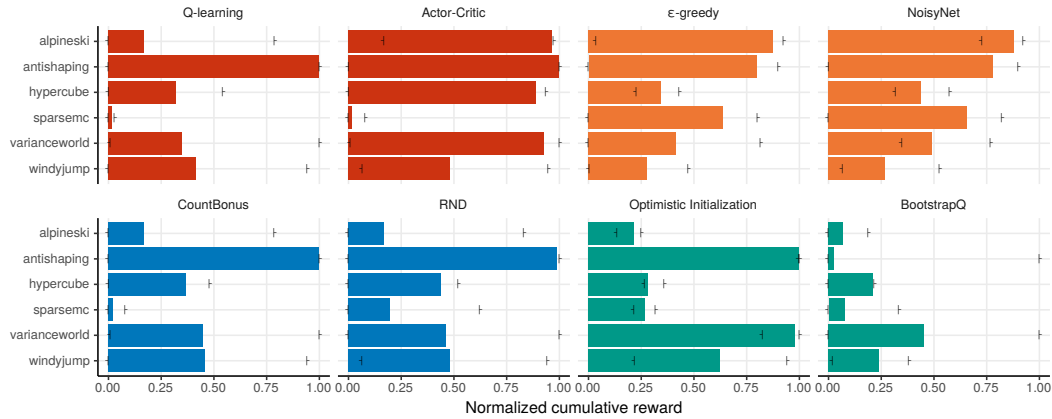 Q-learning Actor-Critic ε-greedy NoisyNet
alpineski
antishaping
hypercube
sparsemc
varianceworld
windyjump
CountBonus RND Optimistic Initialization BootstrapQ
alpineski
antishaping
hypercube
sparsemc
varianceworld
windyjump
0.00 0.25 0.50 0.75 1.00 0.00 0.25 0.50 0.75 1.00 0.00 0.25 0.50 0.75 1.00 0.00 0.25 0.50 0.75 1.00
Normalized cumulative reward